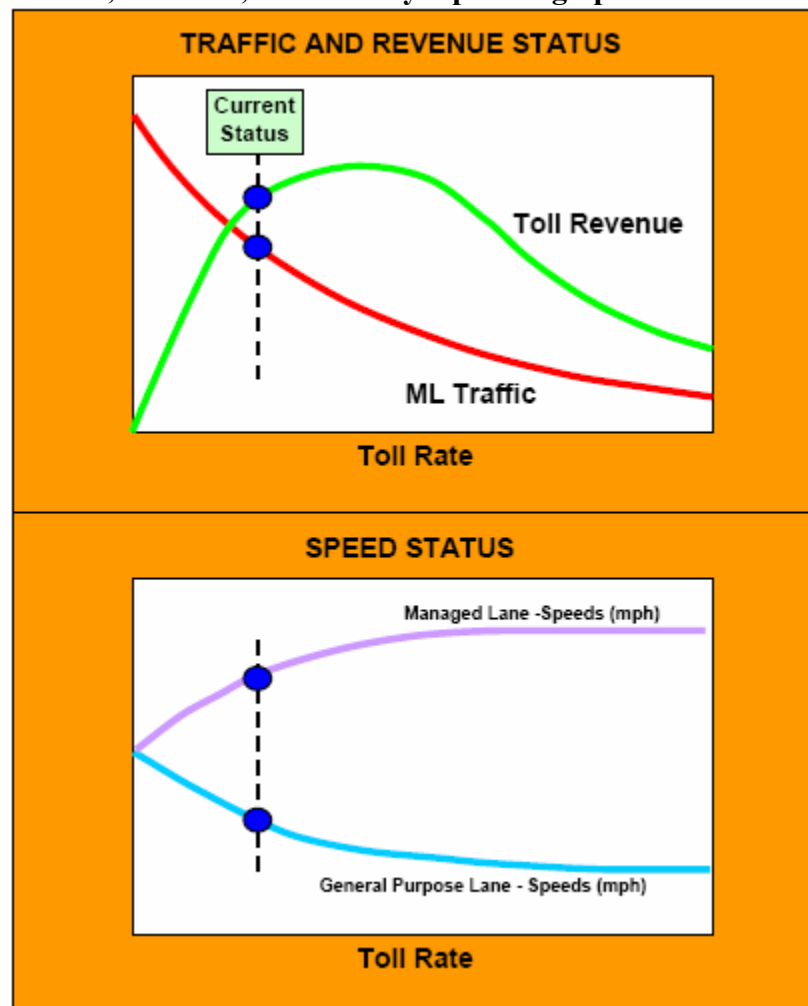 TRAFFIC AND REVENUE STATUS
Current
Status
Toll Revenue
ML Traffic
Toll Rate
SPEED STATUS
Managed Lane -Speeds (mph)
General Purpose Lane - Speeds (mph)
Toll Rate